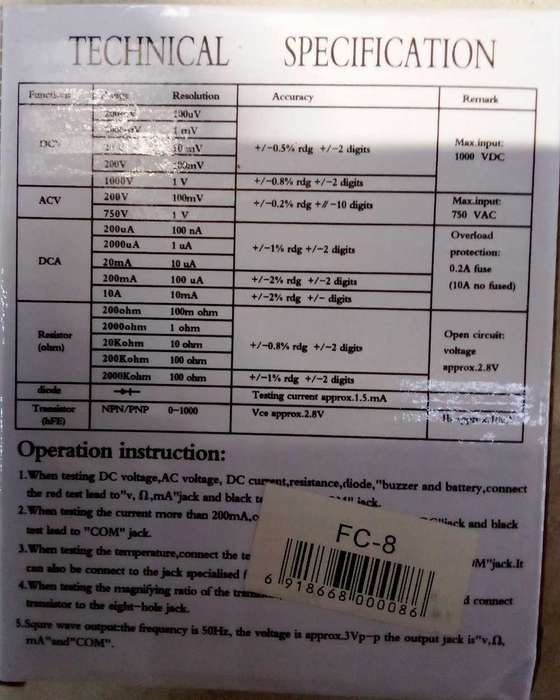 TECHNICAL SPECIFICATION
Resolution Accuracy Remark
100uV
1 mV
DCV 10 mV +/-0.5% rdg +/-2 digits Max.input:
200V 1000 VDC
1000V 1 V +/-0.8% rdg +/-2 digits
ACV 200V 100mV +/-0.2% rdg +//-10 digits Max.input:
750V 1 V 750 VAC
200uA 100 nA Overload
2000uA 1 uA +/-1% rdg +/-2 digits protection:
DCA 20mA 10 uA 0.2A fuse
200mA 100 uA +/-2% rdg +/-2 digits (10A no fused)
10A 10mA +/-2% rdg +/- digits
200ohm 100m ohm
2000ohm 1 ohm Open circuit:
Resistor 20Kohm 10 ohm +/-0.8% rdg +/-2 digits voltage
(ohm) 200Kohm 100 ohm approx.2.8V
2000Kohm 100 ohm +/-1% rdg +/-2 digits
diode Testing current approx.1.5mA
Transistor NPN/PNP 0-1000 Vce approx.2.8V
(hFE)
Operation instruction:
1.When testing DC voltage,AC voltage, DC current,resistance,diode,"buzzer and battery,connect
the red test lead to"v, Ω,mA"jack and black jack.
2.When testing the current more than 200mA, jack and black
test lead to "COM" jack.
3.When testing the temperature,connect the M"jack.It
can also be connect to the jack specialised
4.When testing the magnifying ratio of the connect
transistor to the eight-hole jack.
5.Squre wave output:the frequency is 50Hz, the voltage is approx.3Vp-p the output jack is"v,Ω,
mA"and"COM".
FC-8
6 918668 000086